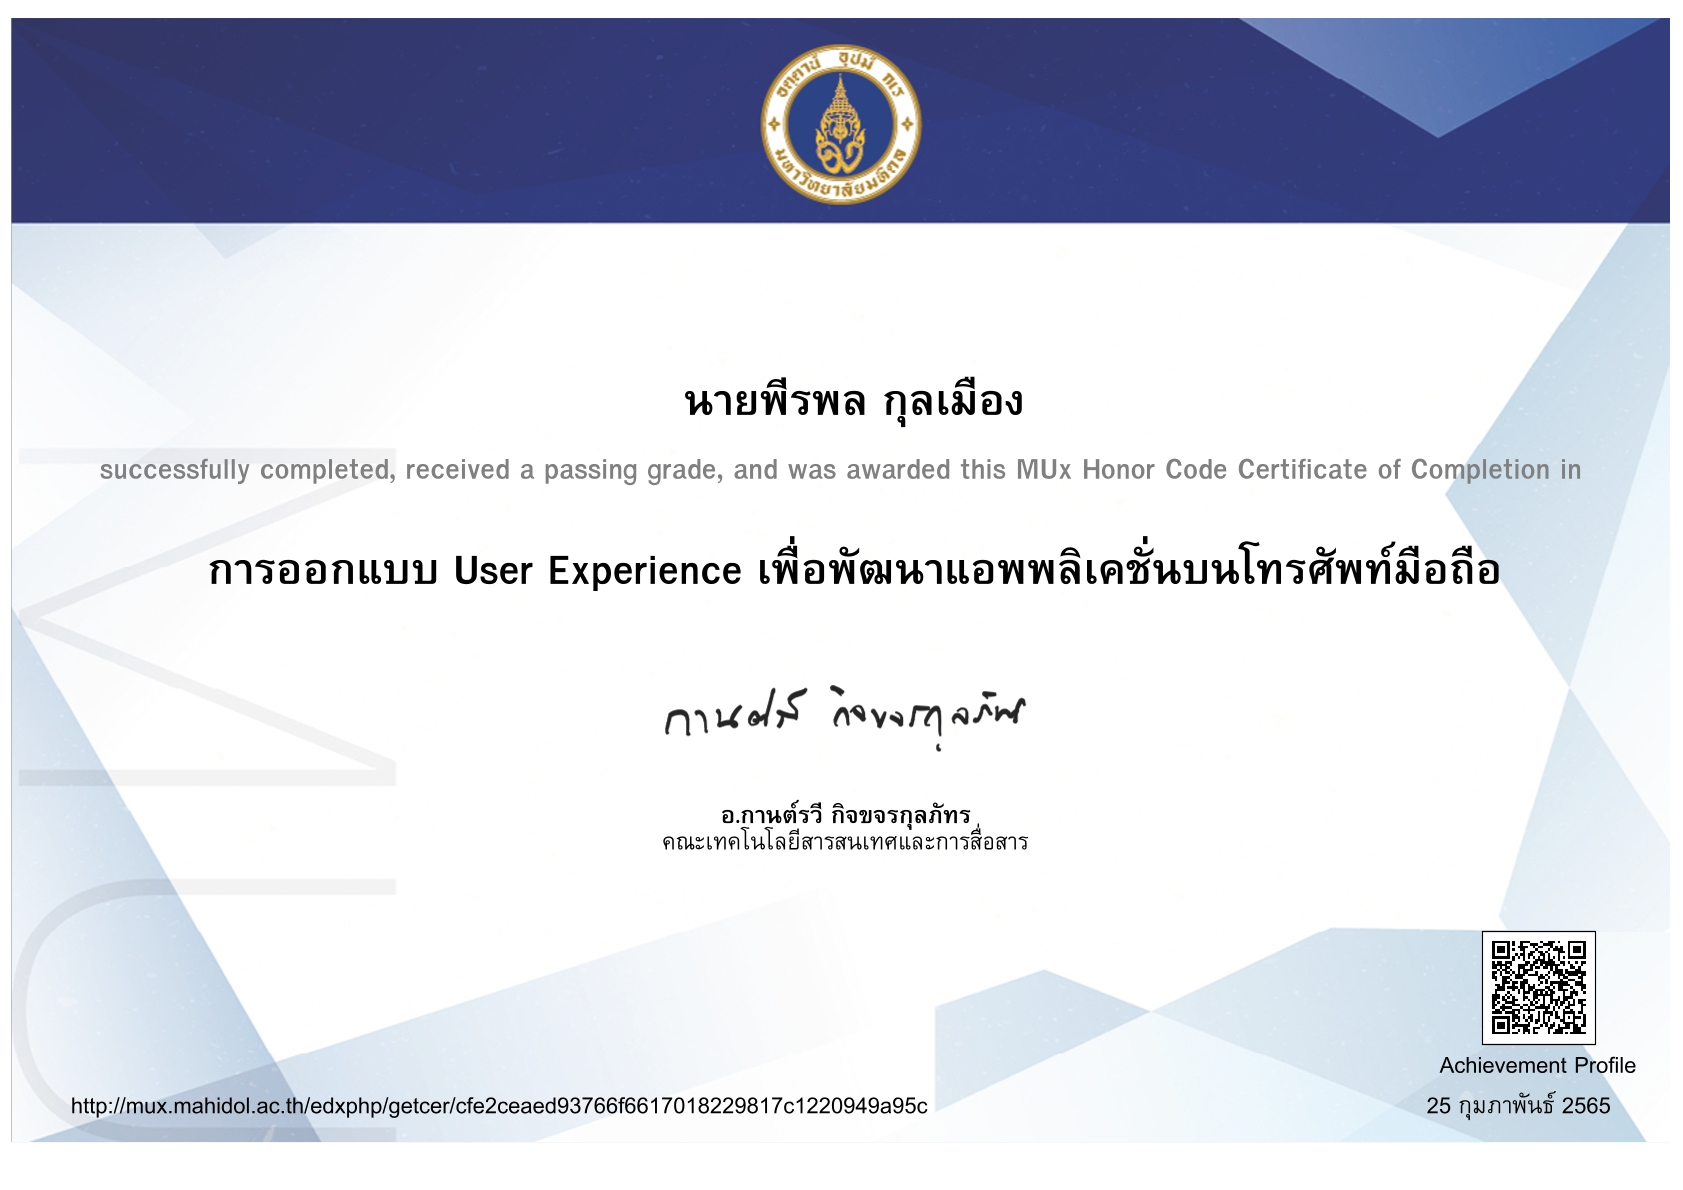 อตฺตานํ อุปมํ กเร
มหาวิทยาลัยมหิดล
นายพีรพล กุลเมือง
successfully completed, received a passing grade, and was awarded this MUx Honor Code Certificate of Completion in
การออกแบบ User Experience เพื่อพัฒนาแอพพลิเคชั่นบนโทรศัพท์มือถือ
กานต์รวี กิจขจรกุลภัทร
อ.กานต์รวี กิจขจรกุลภัทร
คณะเทคโนโลยีสารสนเทศและการสื่อสาร
Achievement Profile
http://mux.mahidol.ac.th/edxphp/getcer/cfe2ceaed93766f6617018229817c1220949a95c
25 กุมภาพันธ์ 2565